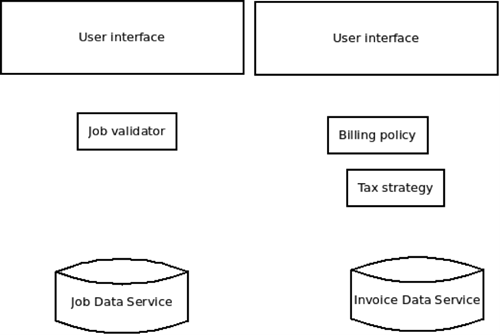 User interface
User interface
Job validator
Billing policy
Tax strategy
Job Data Service
Invoice Data Service